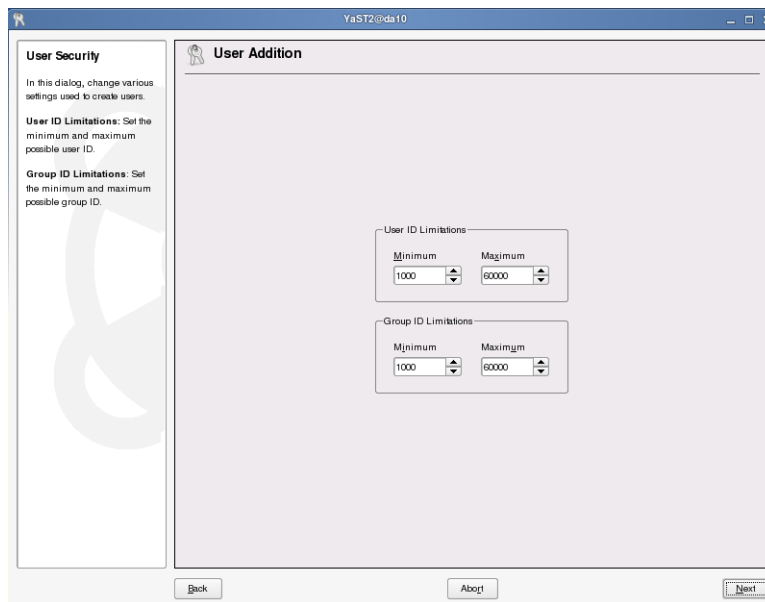 YaST2@da10
User Security
In this dialog, change various
settings used to create users.
User ID Limitations: Set the
minimum and maximum
possible user ID.
Group ID Limitations: Set
the minimum and maximum
possible group ID.
User Addition
User ID Limitations
Minimum Maximum
1000 60000
Group ID Limitations
Minimum Maximum
1000 60000
Back Abort Next